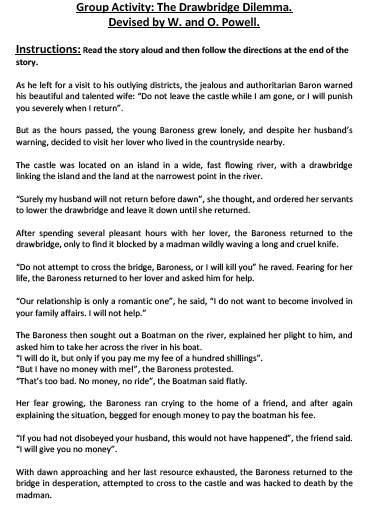 Group Activity: The Drawbridge Dilemma.
Devised by W. and O. Powell.
Instructions: Read the story aloud and then follow the directions at the end of the
story.
As he left for a visit to his outlying districts, the jealous and authoritarian Baron warned
his beautiful and talented wife: “Do not leave the castle while I am gone, or I will punish
you severely when I return”.
But as the hours passed, the young Baroness grew lonely, and despite her husband’s
warning, decided to visit her lover who lived in the countryside nearby.
The castle was located on an island in a wide, fast flowing river, with a drawbridge
linking the island and the land at the narrowest point in the river.
“Surely my husband will not return before dawn”, she thought, and ordered her servants
to lower the drawbridge and leave it down until she returned.
After spending several pleasant hours with her lover, the Baroness returned to the
drawbridge, only to find it blocked by a madman wildly waving a long and cruel knife.
“Do not attempt to cross the bridge, Baroness, or I will kill you” he raved. Fearing for her
life, the Baroness returned to her lover and asked him for help.
“Our relationship is only a romantic one”, he said, “I do not want to become involved in
your family affairs. I will not help.”
The Baroness then sought out a Boatman on the river, explained her plight to him, and
asked him to take her across the river in his boat.
“I will do it, but only if you pay me my fee of a hundred shillings”.
“But I have no money with me!”, the Baroness protested.
“That’s too bad. No money, no ride”, the Boatman said flatly.
Her fear growing, the Baroness ran crying to the home of a friend, and after again
explaining the situation, begged for enough money to pay the boatman his fee.
“If you had not disobeyed your husband, this would not have happened”, the friend said.
“I will give you no money”.
With dawn approaching and her last resource exhausted, the Baroness returned to the
bridge in desperation, attempted to cross to the castle and was hacked to death by the
madman.